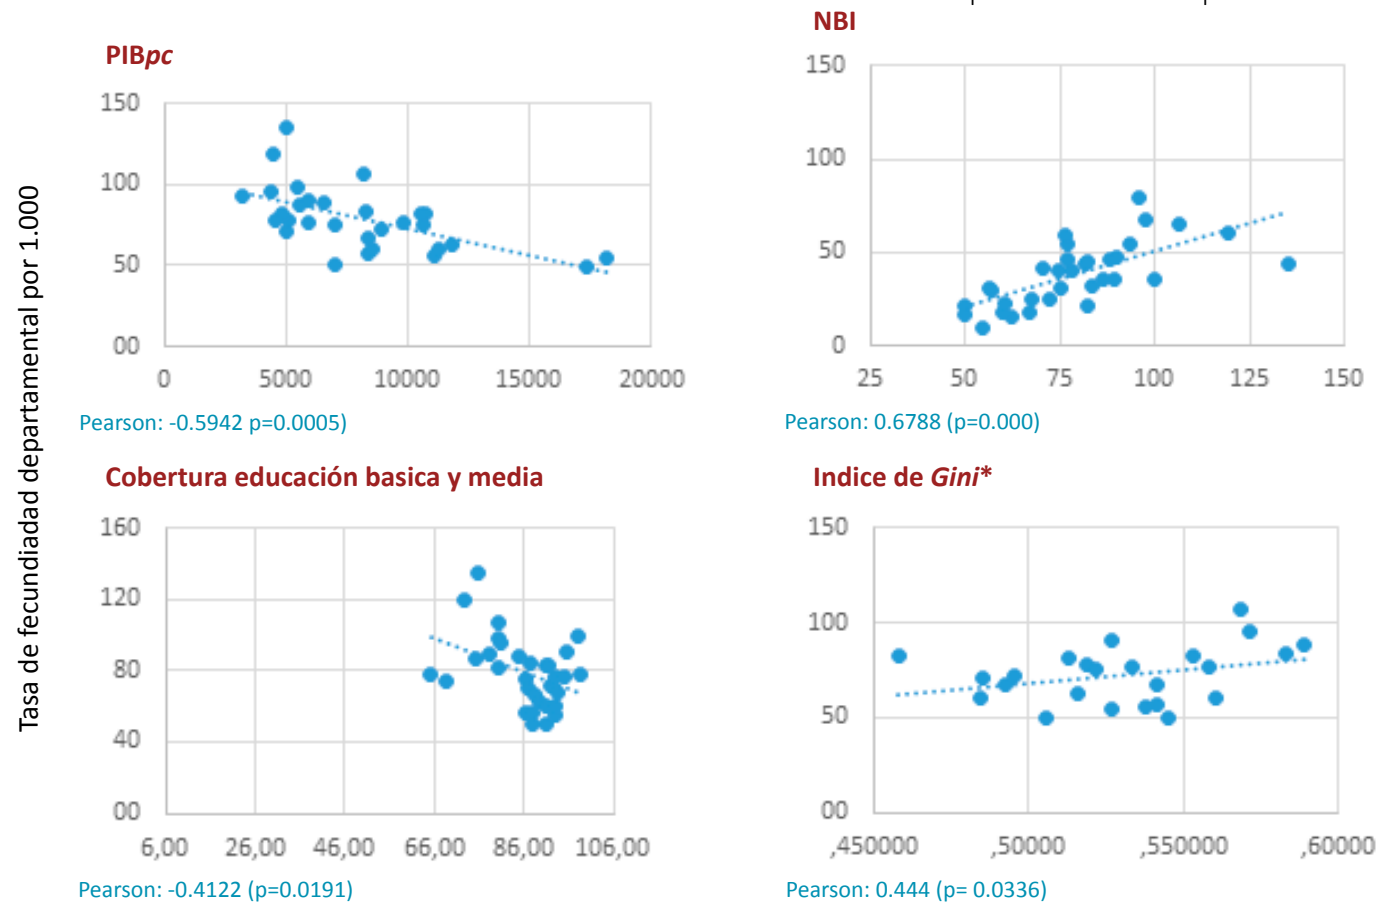 Tasa de fecundiadad departamental por 1.000
PIBpc
150
100
50
00
0 5000 10000 15000 20000
Pearson: -0.5942 p=0.0005)
NBI
150
100
50
0
25 50 75 100 125 150
Pearson: 0.6788 (p=0.000)
Cobertura educación basica y media
160
120
80
40
00
6,00 26,00 46,00 66,00 86,00 106,00
Pearson: -0.4122 (p=0.0191)
Indice de Gini*
150
100
50
00
,450000 ,50000 ,550000 ,60000
Pearson: 0.444 (p= 0.0336)